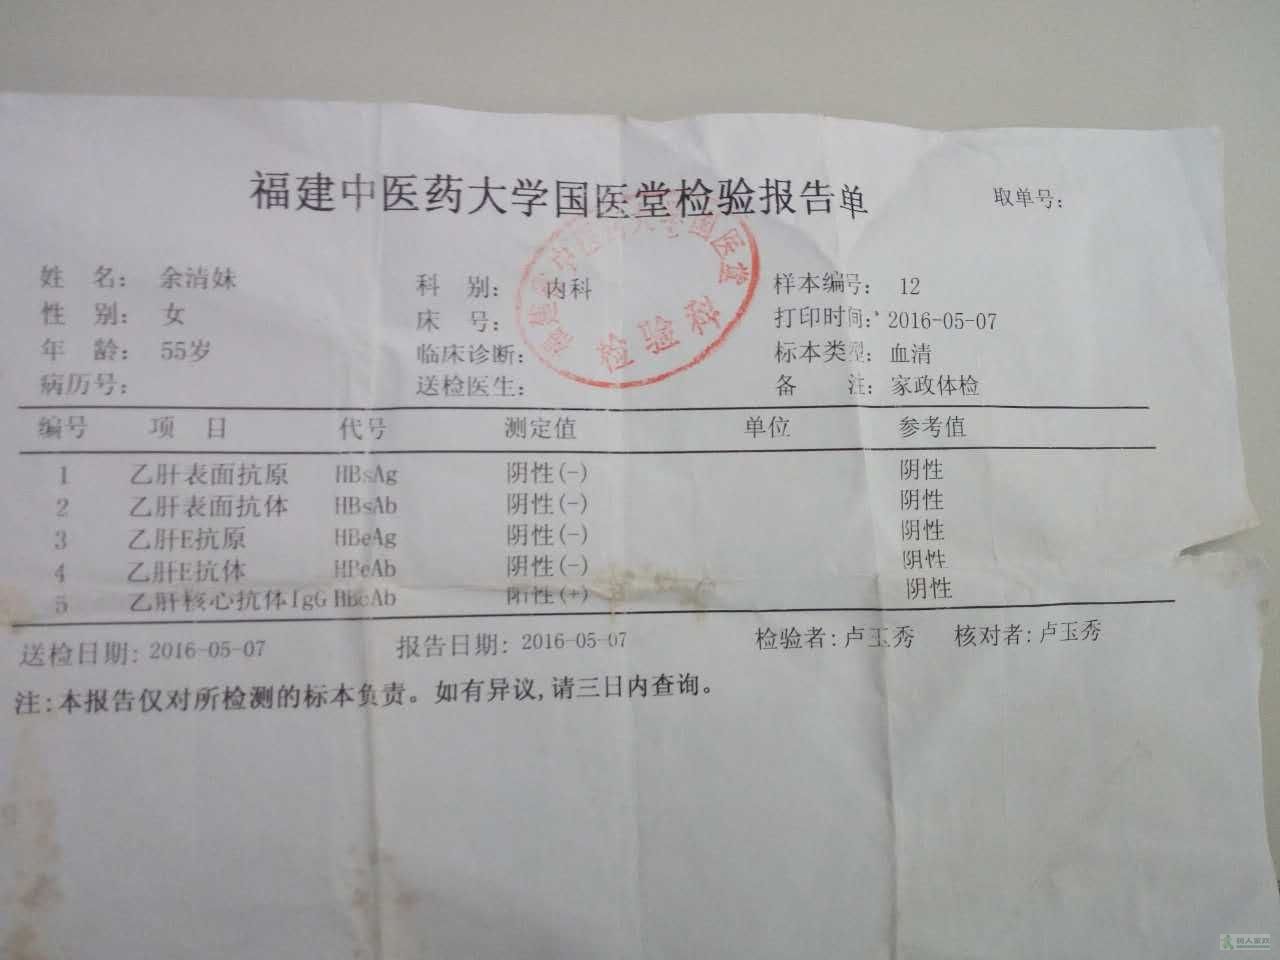 福建中医药大学国医堂检验报告单 取单号:
姓 名: 余清妹 科 别: 内科 样本编号: 12
性 别: 女 床 号: 打印时间: 2016-05-07
年 龄: 55岁 临床诊断: 标本类型: 血清
病历号: 送检医生: 备 注: 家政体检
福建中医药大学国医堂
检验科
编号 项 目 代号 测定值 单位 参考值
1 乙肝表面抗原 HBsAg 阴性(-) 阴性
2 乙肝表面抗体 HBsAb 阴性(-) 阴性
3 乙肝E抗原 HBeAg 阴性(-) 阴性
4 乙肝E抗体 HBeAb 阴性(-) 阴性
5 乙肝核心抗体IgG HBcAb 阳性(+) 阴性
送检日期: 2016-05-07 报告日期: 2016-05-07 检验者: 卢玉秀 核对者: 卢玉秀
注:本报告仅对所检测的标本负责。如有异议,请三日内查询。